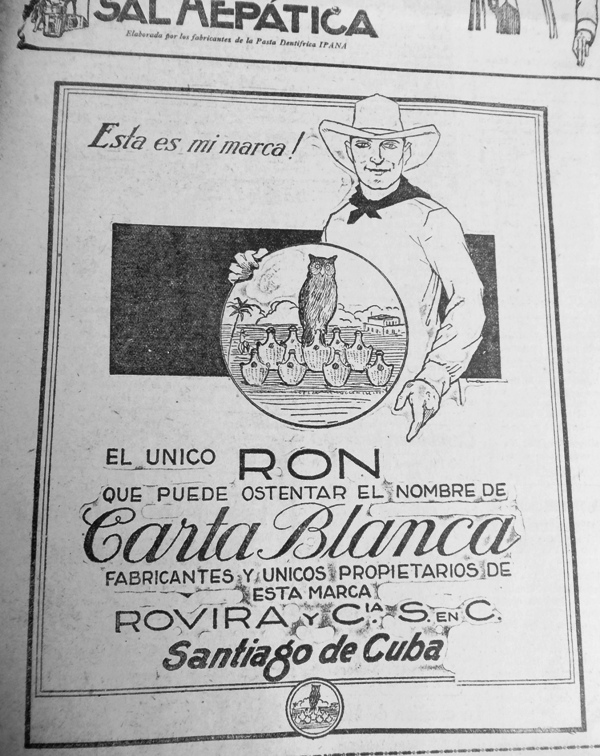 SAL HEPÁTICA
Elaborada por los fabricantes de la Pasta Dentífrica IPANA
Esta es mi marca!
EL UNICO RON
QUE PUEDE OSTENTAR EL NOMBRE DE
Carta Blanca
FABRICANTES Y UNICOS PROPIETARIOS DE
ESTA MARCA
ROVIRA Y CIA. S. EN C.
Santiago de Cuba